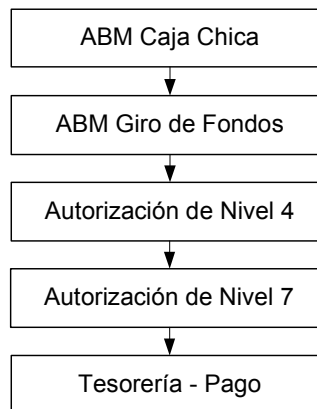 ABM Caja Chica
ABM Giro de Fondos
Autorización de Nivel 4
Autorización de Nivel 7
Tesorería - Pago